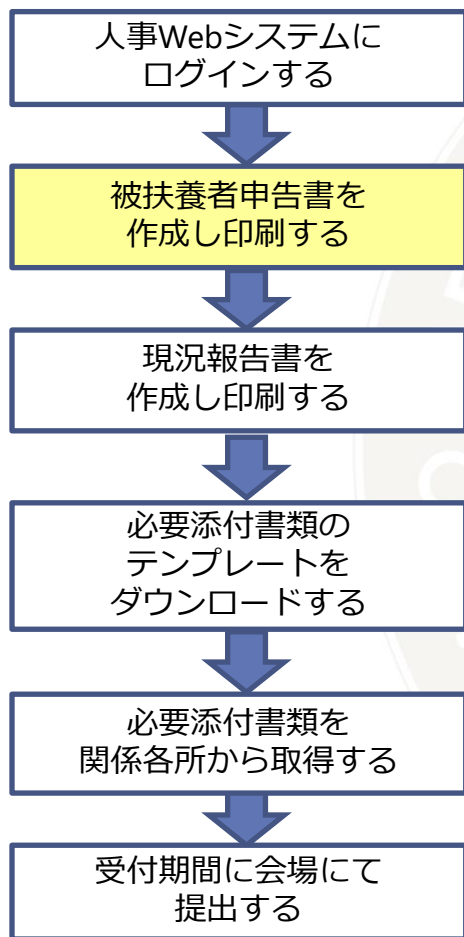 人事Webシステムに
ログインする
被扶養者申告書を
作成し印刷する
現況報告書を
作成し印刷する
必要添付書類の
テンプレートを
ダウンロードする
必要添付書類を
関係各所から取得する
受付期間に会場にて
提出する